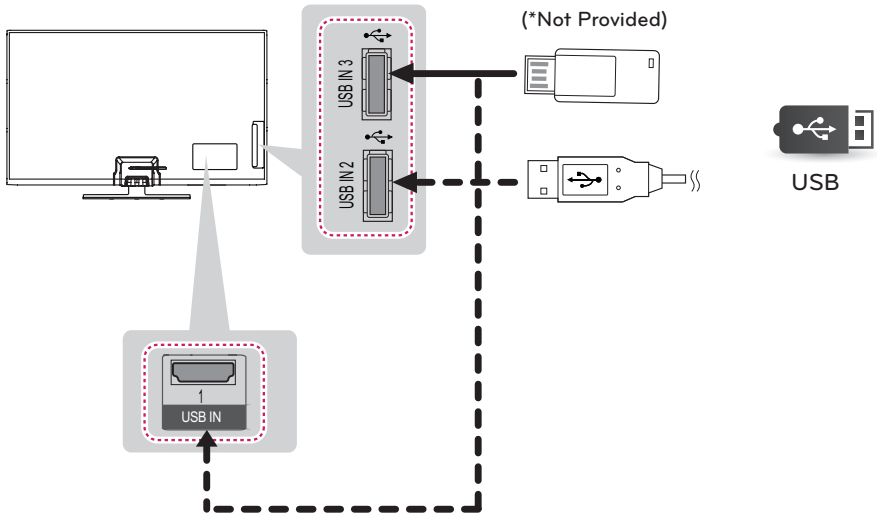 (*Not Provided)
USB IN 3
USB IN 2
USB
1
USB IN